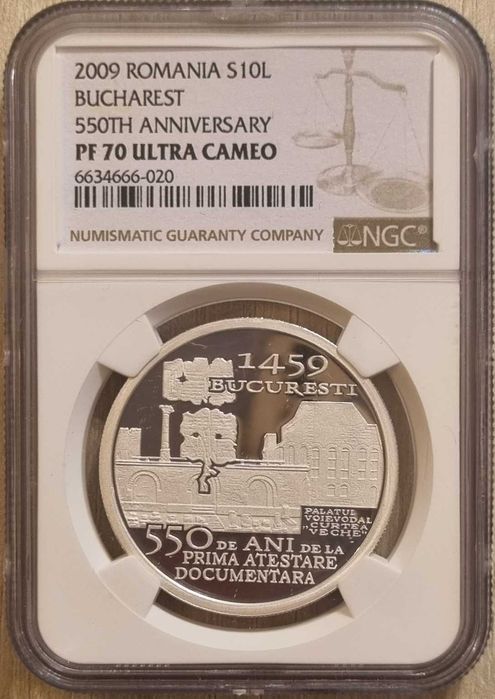 2009 ROMANIA S10L
BUCHAREST
550TH ANNIVERSARY
PF 70 ULTRA CAMEO
6634666-020
NUMISMATIC GUARANTY COMPANY
NGC®
1459
BUCUREȘTI
PALATUL
VOIEVODAL
„CURTEA
VECHE”
550 DE ANI DE LA
PRIMA ATESTARE
DOCUMENTARA